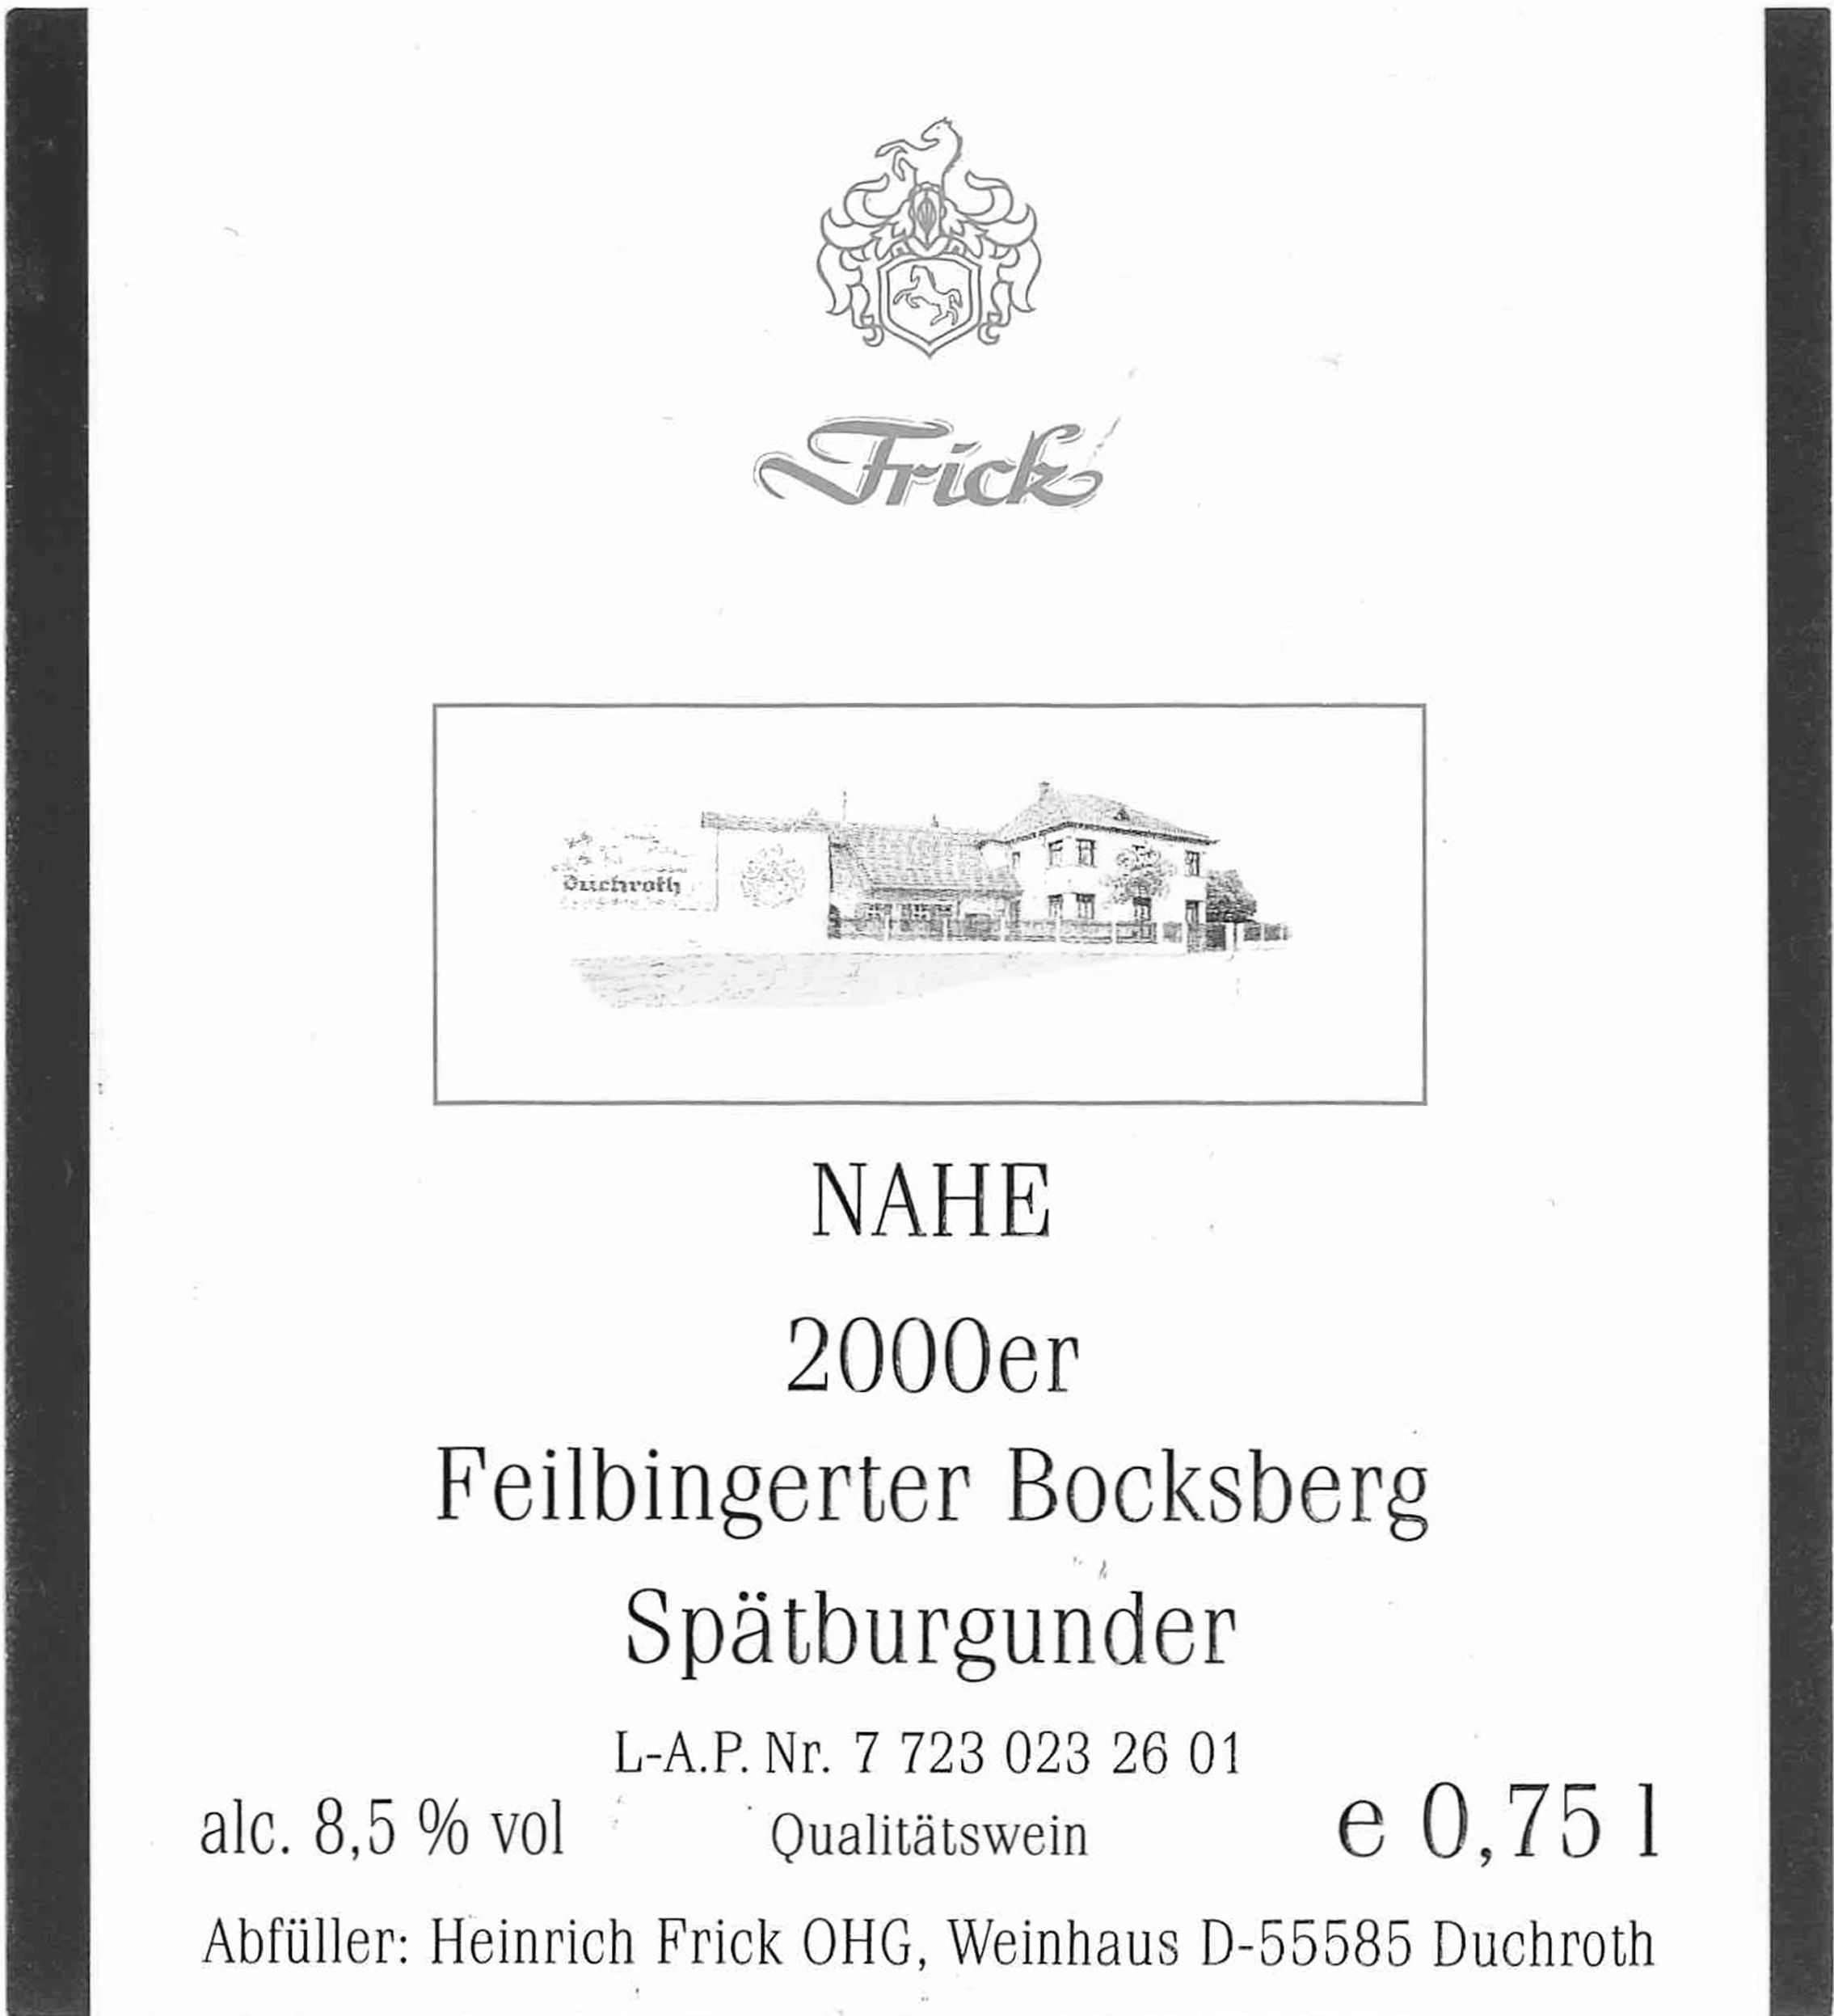 Frick
Duchroth
NAHE
2000er
Feilbingerter Bocksberg
Spätburgunder
L-A.P. Nr. 7 723 023 26 01
alc. 8,5 % vol
Qualitätswein
e 0,75 l
Abfüller: Heinrich Frick OHG, Weinhaus D-55585 Duchroth